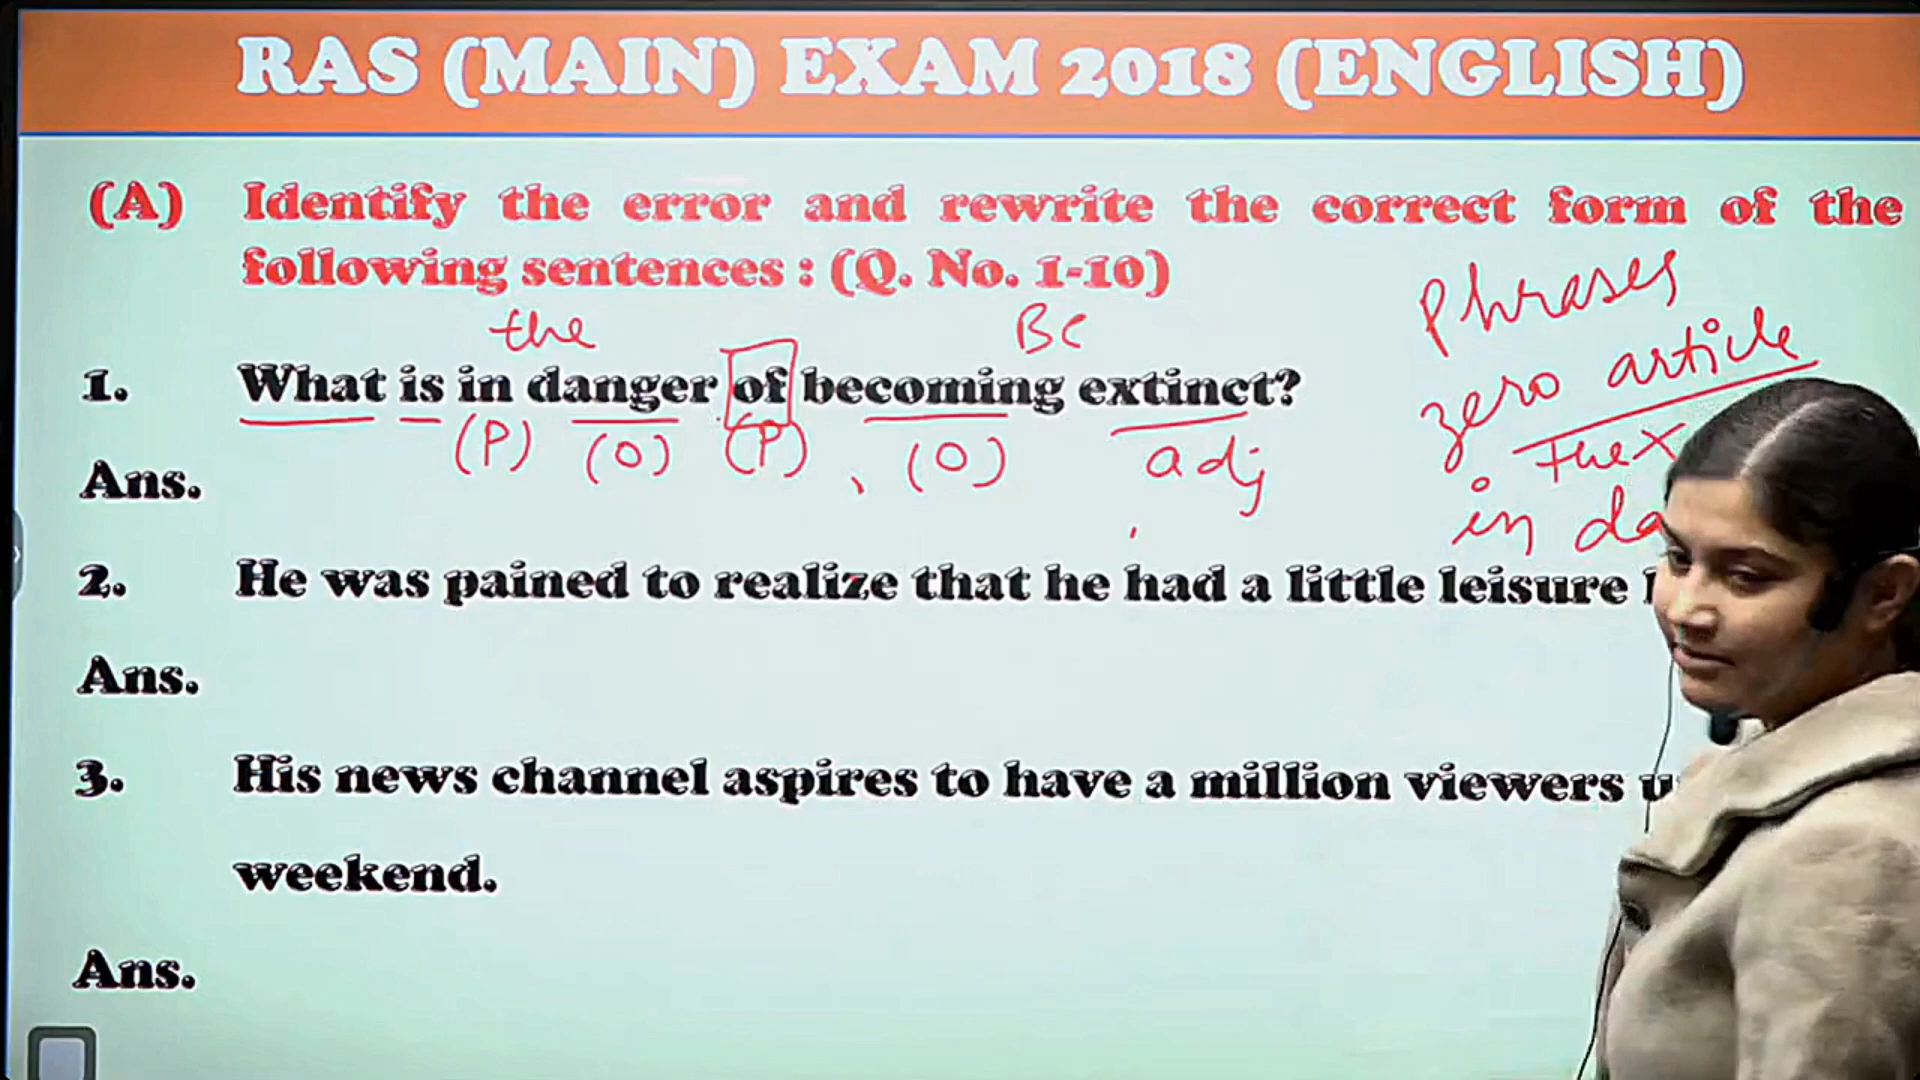 RAS (MAIN) EXAM 2018 (ENGLISH)
(A) Identify the error and rewrite the correct form of the
following sentences : (Q. No. 1-10)
Phrases
the BC
zero article
1. What is in danger of becoming extinct?
(P) (O) (P) (O) adj
The X
Ans.
in
2. He was pained to realize that he had a little leisure
Ans.
3. His news channel aspires to have a million viewers
weekend.
Ans.